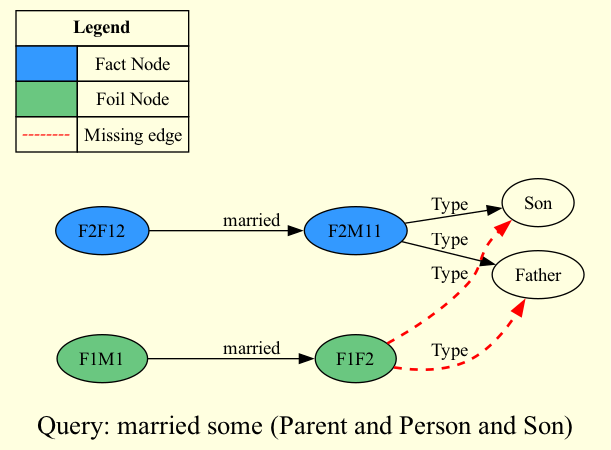 Legend
Fact Node
Foil Node
Missing edge
F2F12
married
F2M11
Type
Son
Type
Father
Type
F1M1
married
F1F2
Type
Query: married some (Parent and Person and Son)